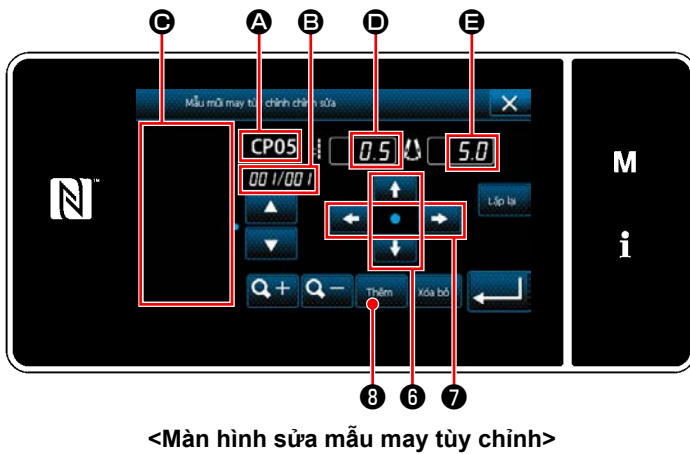 C A B D E
Mẫu mũi may tùy chỉnh chỉnh sửa
CP05 0.5 5.0
001/001
Lặp lại
M
i
N
Thêm Xóa bỏ
8 6 7
<Màn hình sửa mẫu may tùy chỉnh>